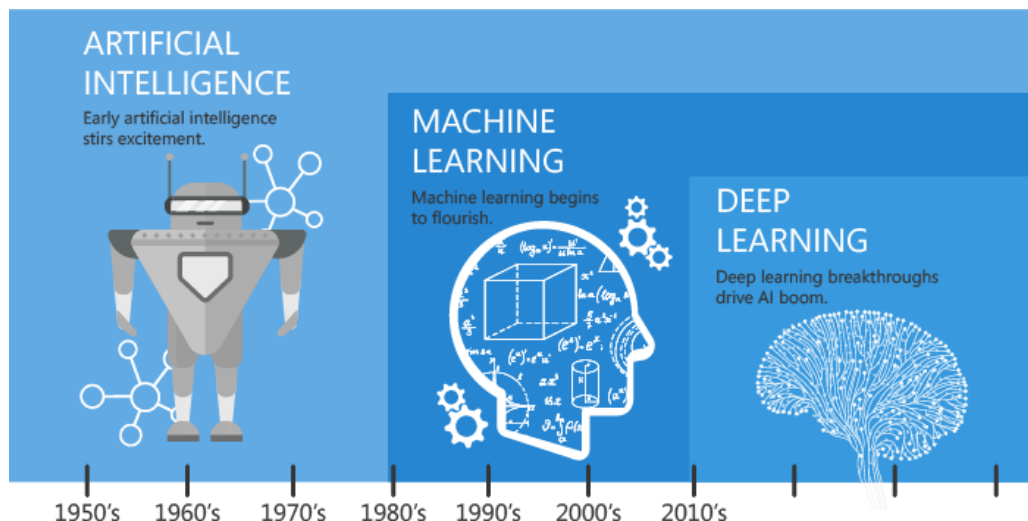 ARTIFICIAL
INTELLIGENCE
Early artificial intelligence
stirs excitement.
MACHINE
LEARNING
Machine learning begins
to flourish.
DEEP
LEARNING
Deep learning breakthroughs
drive AI boom.
1950's 1960's 1970's 1980's 1990's 2000's 2010's